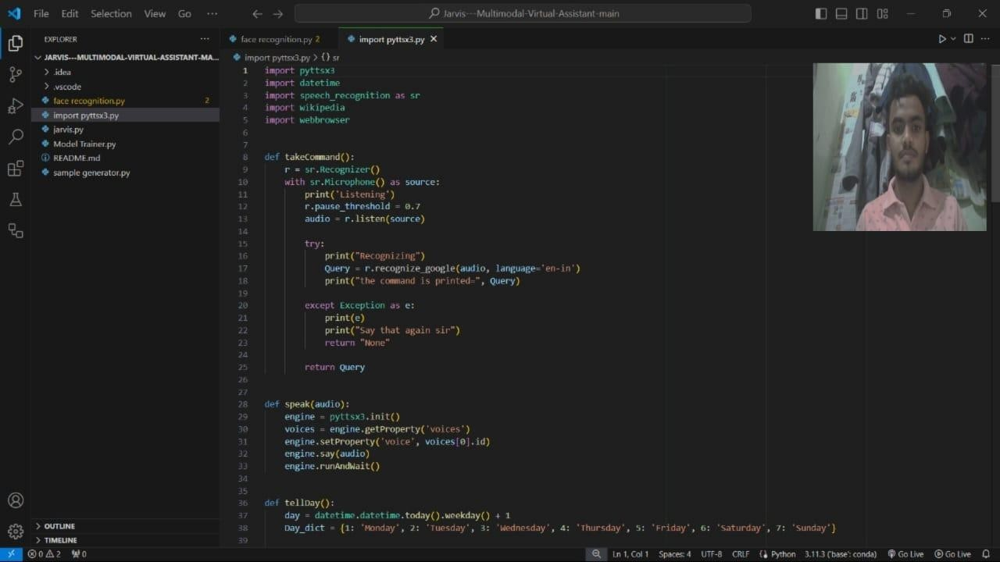 File Edit Selection View Go ··· Jarvis---Multimodal-Virtual-Assistant-main
EXPLORER ···
JARVIS---MULTIMODAL-VIRTUAL-ASSISTANT-MA...
.idea
.vscode
face recognition.py 2
import pyttsx3.py
jarvis.py
Model Trainer.py
README.md
sample generator.py
OUTLINE
TIMELINE
face recognition.py 2 import pyttsx3.py
import pyttsx3.py > {} sr
1 import pyttsx3
2 import datetime
3 import speech_recognition as sr
4 import wikipedia
5 import webbrowser
6
7
8 def takeCommand():
9 r = sr.Recognizer()
10 with sr.Microphone() as source:
11 print('Listening')
12 r.pause_threshold = 0.7
13 audio = r.listen(source)
14
15 try:
16 print("Recognizing")
17 Query = r.recognize_google(audio, language='en-in')
18 print("the command is printed=", Query)
19
20 except Exception as e:
21 print(e)
22 print("Say that again sir")
23 return "None"
24
25 return Query
26
27
28 def speak(audio):
29 engine = pyttsx3.init()
30 voices = engine.getProperty('voices')
31 engine.setProperty('voice', voices[0].id)
32 engine.say(audio)
33 engine.runAndWait()
34
35
36 def tellDay():
37 day = datetime.datetime.today().weekday() + 1
38 Day_dict = {1: 'Monday', 2: 'Tuesday', 3: 'Wednesday', 4: 'Thursday', 5: 'Friday', 6: 'Saturday', 7: 'Sunday'}
39
0 2 0 Ln 1, Col 1 Spaces: 4 UTF-8 CRLF Python 3.11.3 ('base': conda) Go Live Go Live